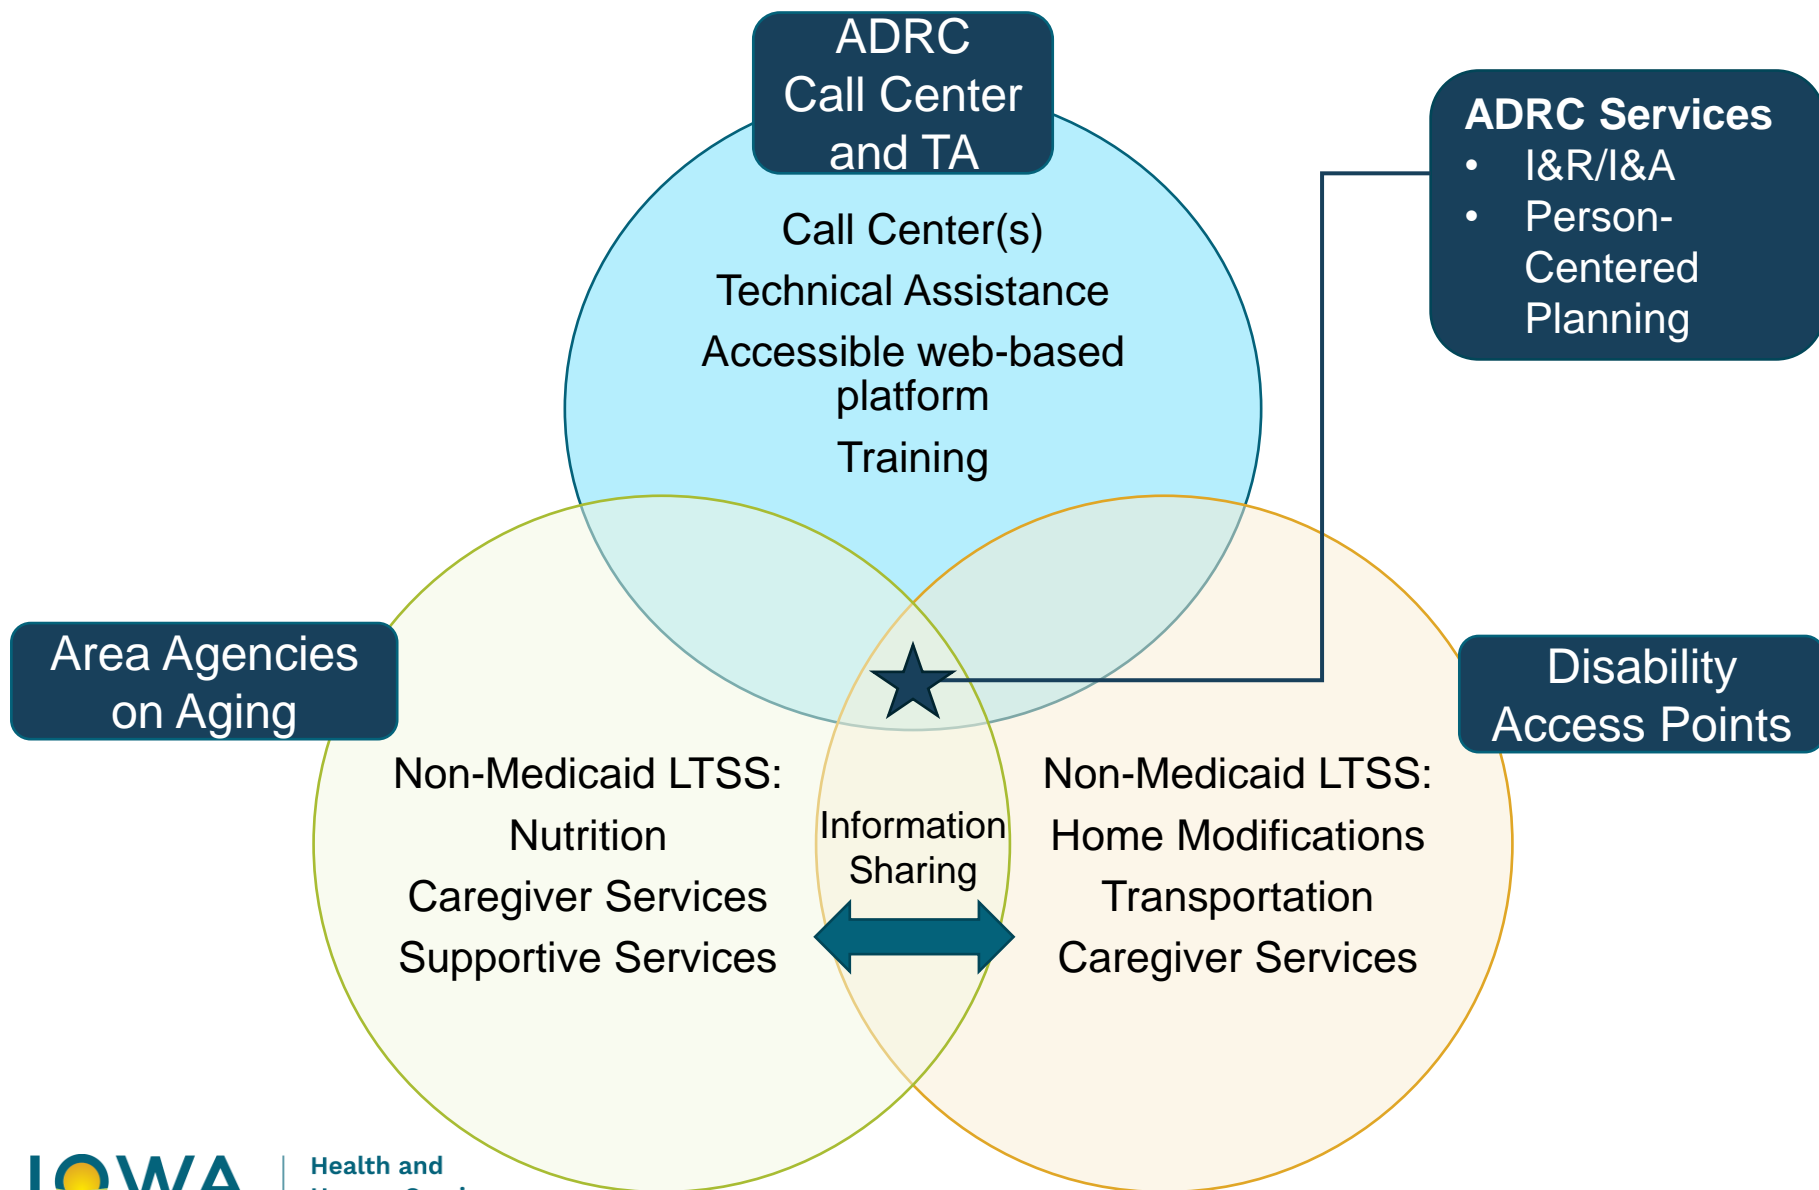 ADRC
Call Center
and TA
ADRC Services
• I&R/I&A
• Person-
Centered
Planning
Call Center(s)
Technical Assistance
Accessible web-based
platform
Training
Area Agencies
on Aging
Disability
Access Points
Non-Medicaid LTSS:
Nutrition
Caregiver Services
Supportive Services
Information
Sharing
Non-Medicaid LTSS:
Home Modifications
Transportation
Caregiver Services
IOWA
Health and